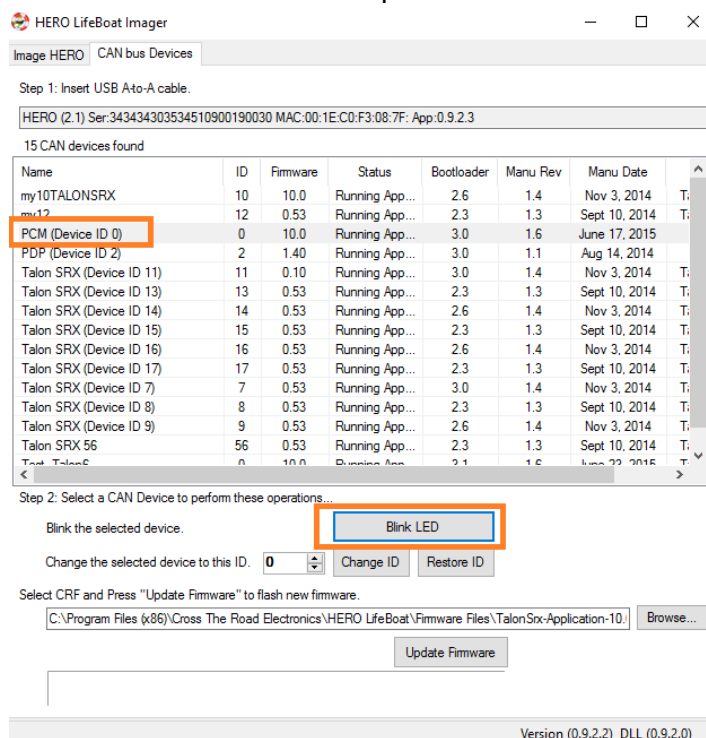 HERO LifeBoat Imager
Image HERO CAN bus Devices
Step 1: Insert USB A-to-A cable.
HERO (2.1) Ser:343434303534510900190030 MAC:00:1E:C0:F3:08:7F: App:0.9.2.3
15 CAN devices found
Name ID Firmware Status Bootloader Manu Rev Manu Date
my10TALONSRX 10 10.0 Running App... 2.6 1.4 Nov 3, 2014
my12 12 0.53 Running App... 2.3 1.3 Sept 10, 2014
PCM (Device ID 0) 0 10.0 Running App... 3.0 1.6 June 17, 2015
PDP (Device ID 2) 2 1.40 Running App... 3.0 1.1 Aug 14, 2014
Talon SRX (Device ID 11) 11 0.10 Running App... 3.0 1.4 Nov 3, 2014
Talon SRX (Device ID 13) 13 0.53 Running App... 2.3 1.3 Sept 10, 2014
Talon SRX (Device ID 14) 14 0.53 Running App... 2.6 1.4 Nov 3, 2014
Talon SRX (Device ID 15) 15 0.53 Running App... 2.3 1.3 Sept 10, 2014
Talon SRX (Device ID 16) 16 0.53 Running App... 2.6 1.4 Nov 3, 2014
Talon SRX (Device ID 17) 17 0.53 Running App... 2.3 1.3 Sept 10, 2014
Talon SRX (Device ID 7) 7 0.53 Running App... 3.0 1.4 Nov 3, 2014
Talon SRX (Device ID 8) 8 0.53 Running App... 2.3 1.3 Sept 10, 2014
Talon SRX (Device ID 9) 9 0.53 Running App... 2.6 1.4 Nov 3, 2014
Talon SRX 56 56 0.53 Running App... 2.3 1.3 Sept 10, 2014
Test_Talon6 0 10.0 Running App... 2.1 1.6 June 23, 2015
Step 2: Select a CAN Device to perform these operations...
Blink the selected device. Blink LED
Change the selected device to this ID. 0 Change ID Restore ID
Select CRF and Press "Update Firmware" to flash new firmware.
C:\Program Files (x86)\Cross The Road Electronics\HERO LifeBoat\Firmware Files\TalonSrx-Application-10. Browse...
Update Firmware
Version (0.9.2.2) DLL (0.9.2.0)